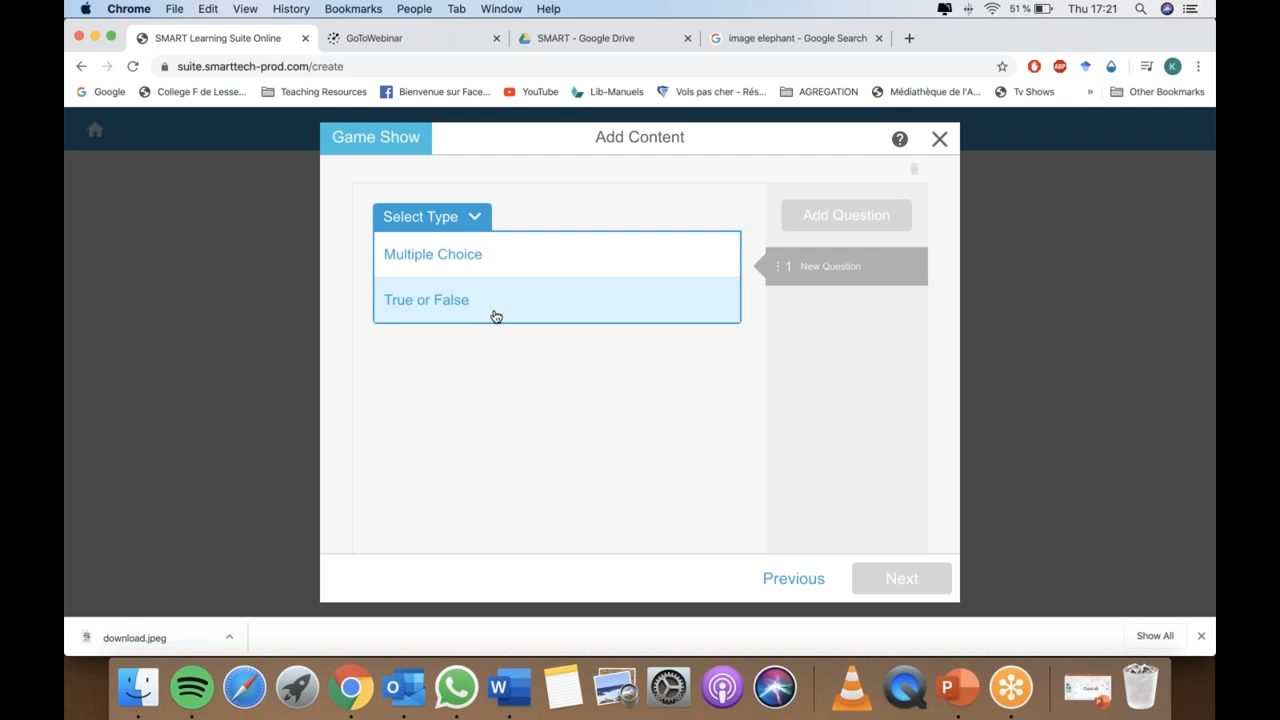 Chrome File Edit View History Bookmarks People Tab Window Help 51 % Thu 17:21
SMART Learning Suite Online GoToWebinar SMART - Google Drive image elephant - Google Search
suite.smarttech-prod.com/create ABP K
Google College F de Lesse... Teaching Resources Bienvenue sur Face... YouTube Lib-Manuels Vols pas cher - Rés... AGREGATION Médiathèque de l'A... Tv Shows » Other Bookmarks
Game Show Add Content
Select Type Add Question
Multiple Choice
1 New Question
True or False
Previous Next
download.jpeg Show All